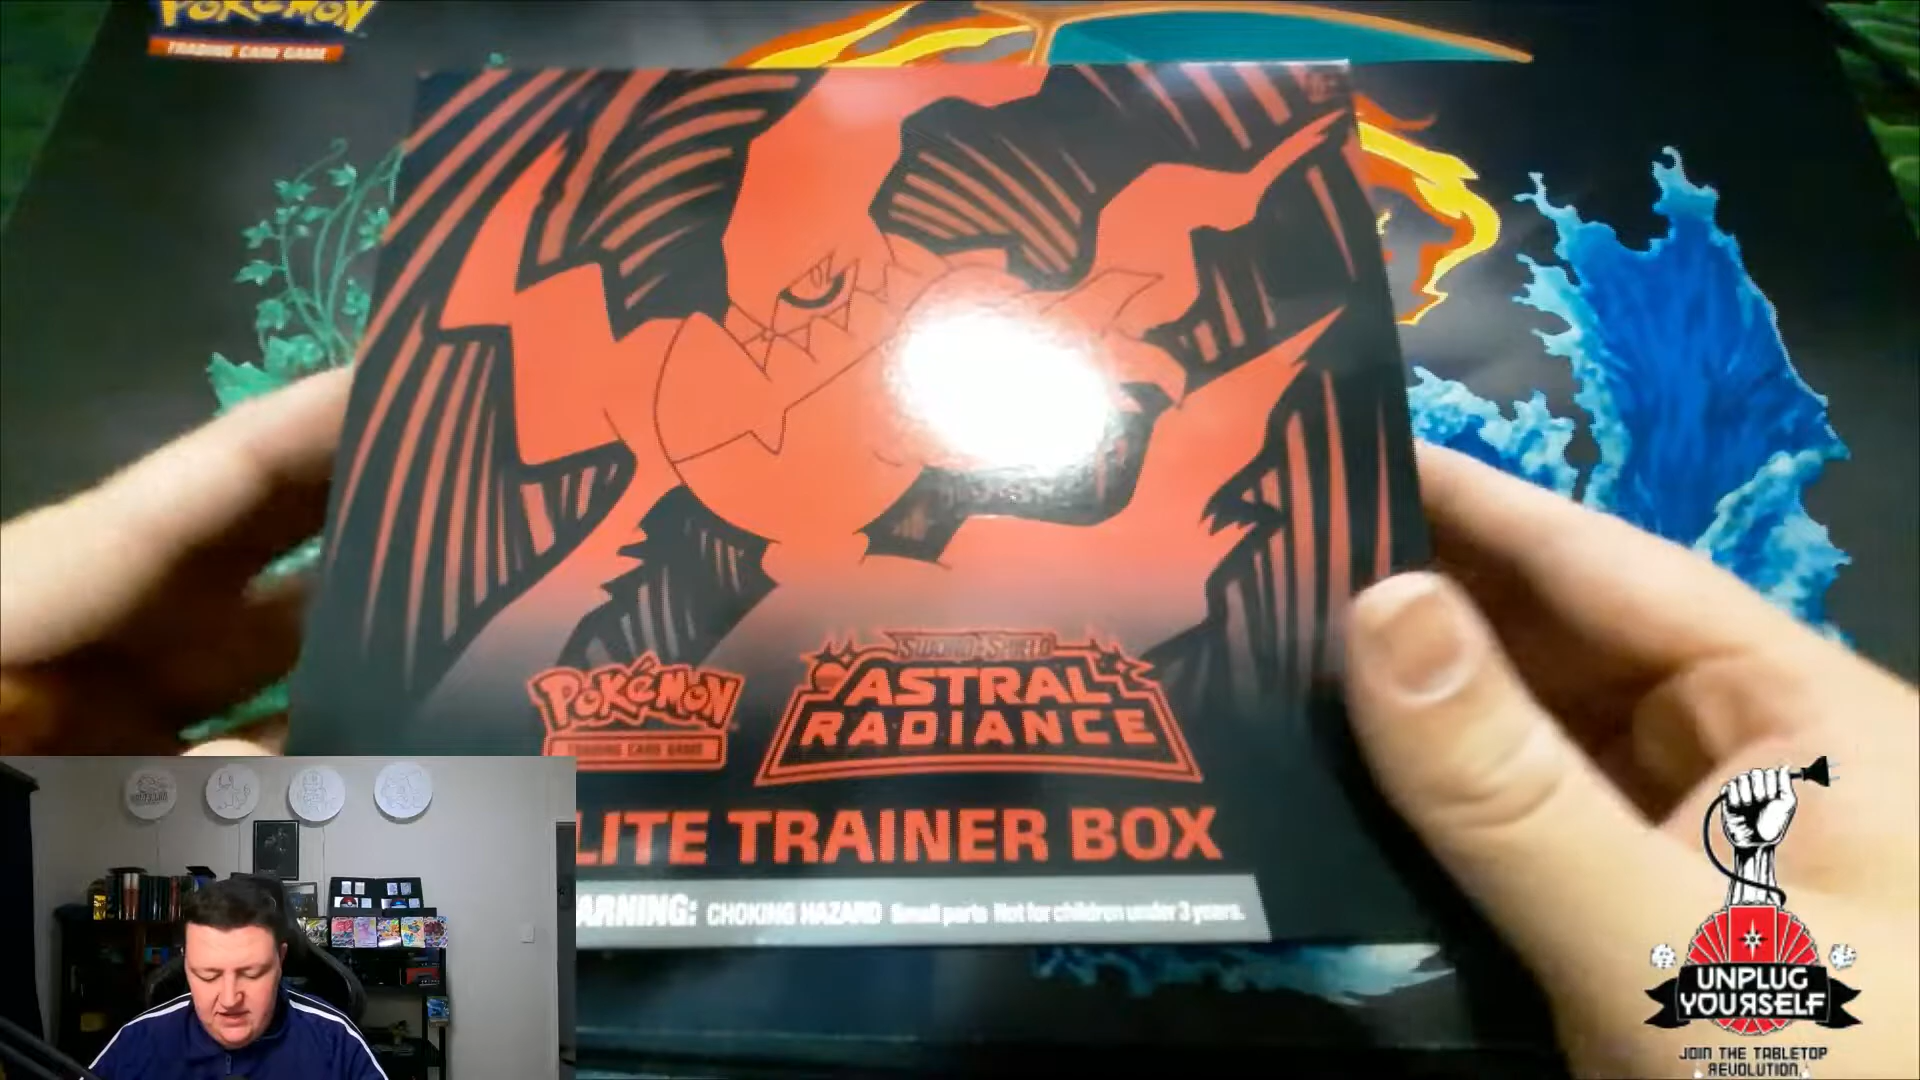 POKÉMON
TRADING CARD GAME
SWORD & SHIELD
ASTRAL
RADIANCE
POKÉMON
TRADING CARD GAME
LITE TRAINER BOX
ARNING: CHOKING HAZARD Small parts Not for children under 3 years.
UNPLUG
YOURSELF
JOIN THE TABLETOP
REVOLUTION